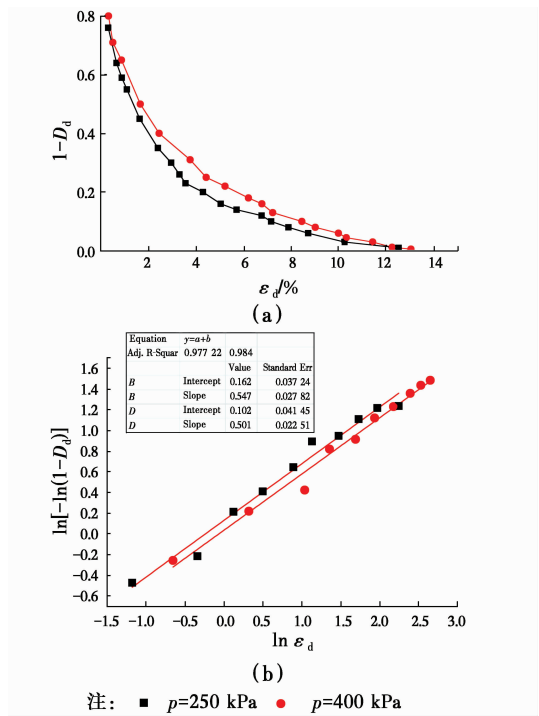 0.8
0.6
0.4
0.2
0.0
1-Dd
2 4 6 8 10 12 14
εd/%
(a)
Equation y=a+b
Adj. R-Squar 0.977 22 0.984
Value Standard Err
B Intercept 0.162 0.037 24
B Slope 0.547 0.027 82
D Intercept 0.102 0.041 45
D Slope 0.501 0.022 51
1.6
1.4
1.2
1.0
0.8
0.6
0.4
0.2
0.0
-0.2
-0.4
-0.6
ln[-ln(1-Dd)]
-1.5 -1.0 -0.5 0.0 0.5 1.0 1.5 2.0 2.5 3.0
ln εd
(b)
注: p=250 kPa p=400 kPa